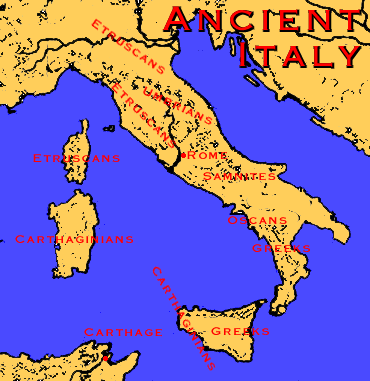 Ancient
Italy
Etruscans
Umbrians
Etruscans
Rome
Etruscans
Samnites
Oscans
Carthaginians
Greeks
Carthaginians
Carthage
Greeks